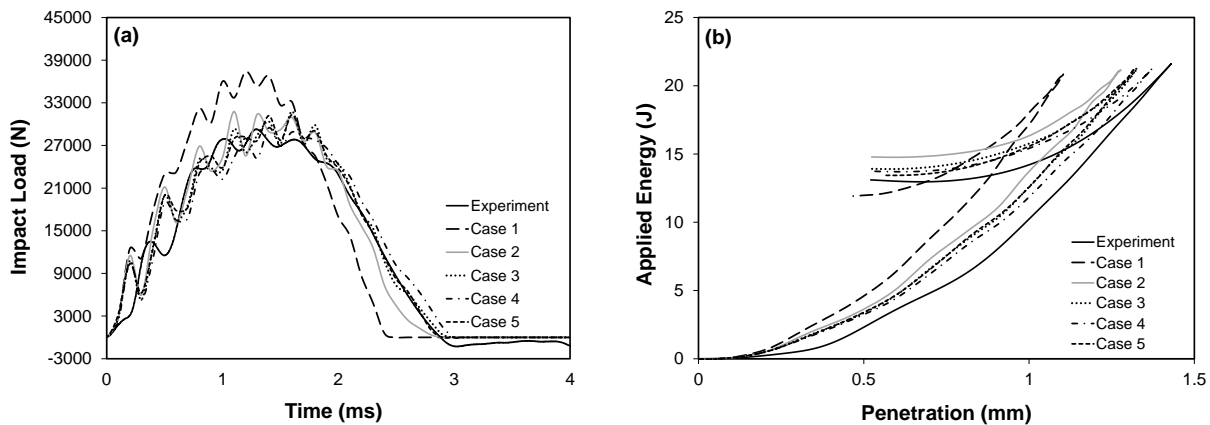 (a)
Impact Load (N)
45000
39000
33000
27000
21000
15000
9000
3000
-3000
0
1
2
3
4
Time (ms)
Experiment
Case 1
Case 2
Case 3
Case 4
Case 5
(b)
Applied Energy (J)
25
20
15
10
5
0
0
0.5
1
1.5
Penetration (mm)
Experiment
Case 1
Case 2
Case 3
Case 4
Case 5